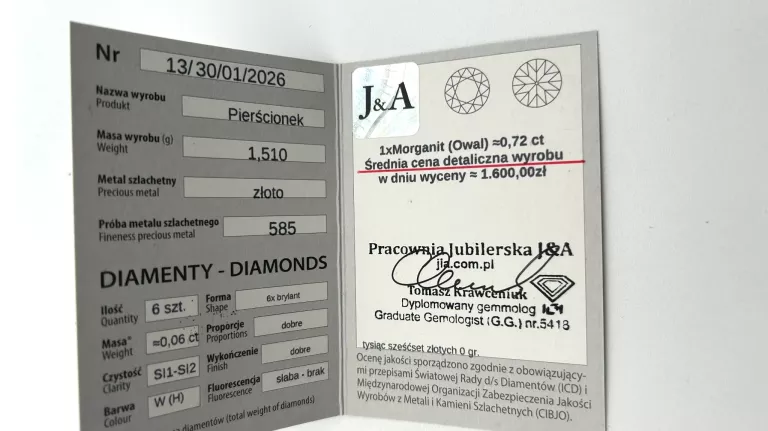 Nr 13/30/01/2026
Nazwa wyrobu
Produkt
Pierścionek
Masa wyrobu (g)
Weight
1,510
Metal szlachetny
Precious metal
złoto
Próba metalu szlachetnego
Fineness precious metal
585
DIAMENTY - DIAMONDS
Ilość
Quantity
6 szt.
Forma
Shape
6x brylant
Masa*
Weight
≈0,06 ct
Proporcje
Proportions
dobre
Czystość
Clarity
SI1-SI2
Wykończenie
Finish
dobre
Barwa
Colour
W (H)
Fluorescencja
Fluorescence
słaba - brak
diamentów (total weight of diamonds)
J&A
1xMorganit (Owal) ≈0,72 ct
Średnia cena detaliczna wyrobu
w dniu wyceny ≈ 1.600,00zł
Pracownia Jubilerska J&A
jia.com.pl
Tomasz Krawceniuk
Dyplomowany gemmolog
Graduate Gemologist (G.G.) nr.5413
tysiąc sześćset złotych 0 gr.
Ocenę jakości sporządzono zgodnie z obowiązujący-
mi przepisami Światowej Rady d/s Diamentów (ICD) i
Międzynarodowej Organizacji Zabezpieczenia Jakości
Wyrobów z Metali i Kamieni Szlachetnych (CIBJO).